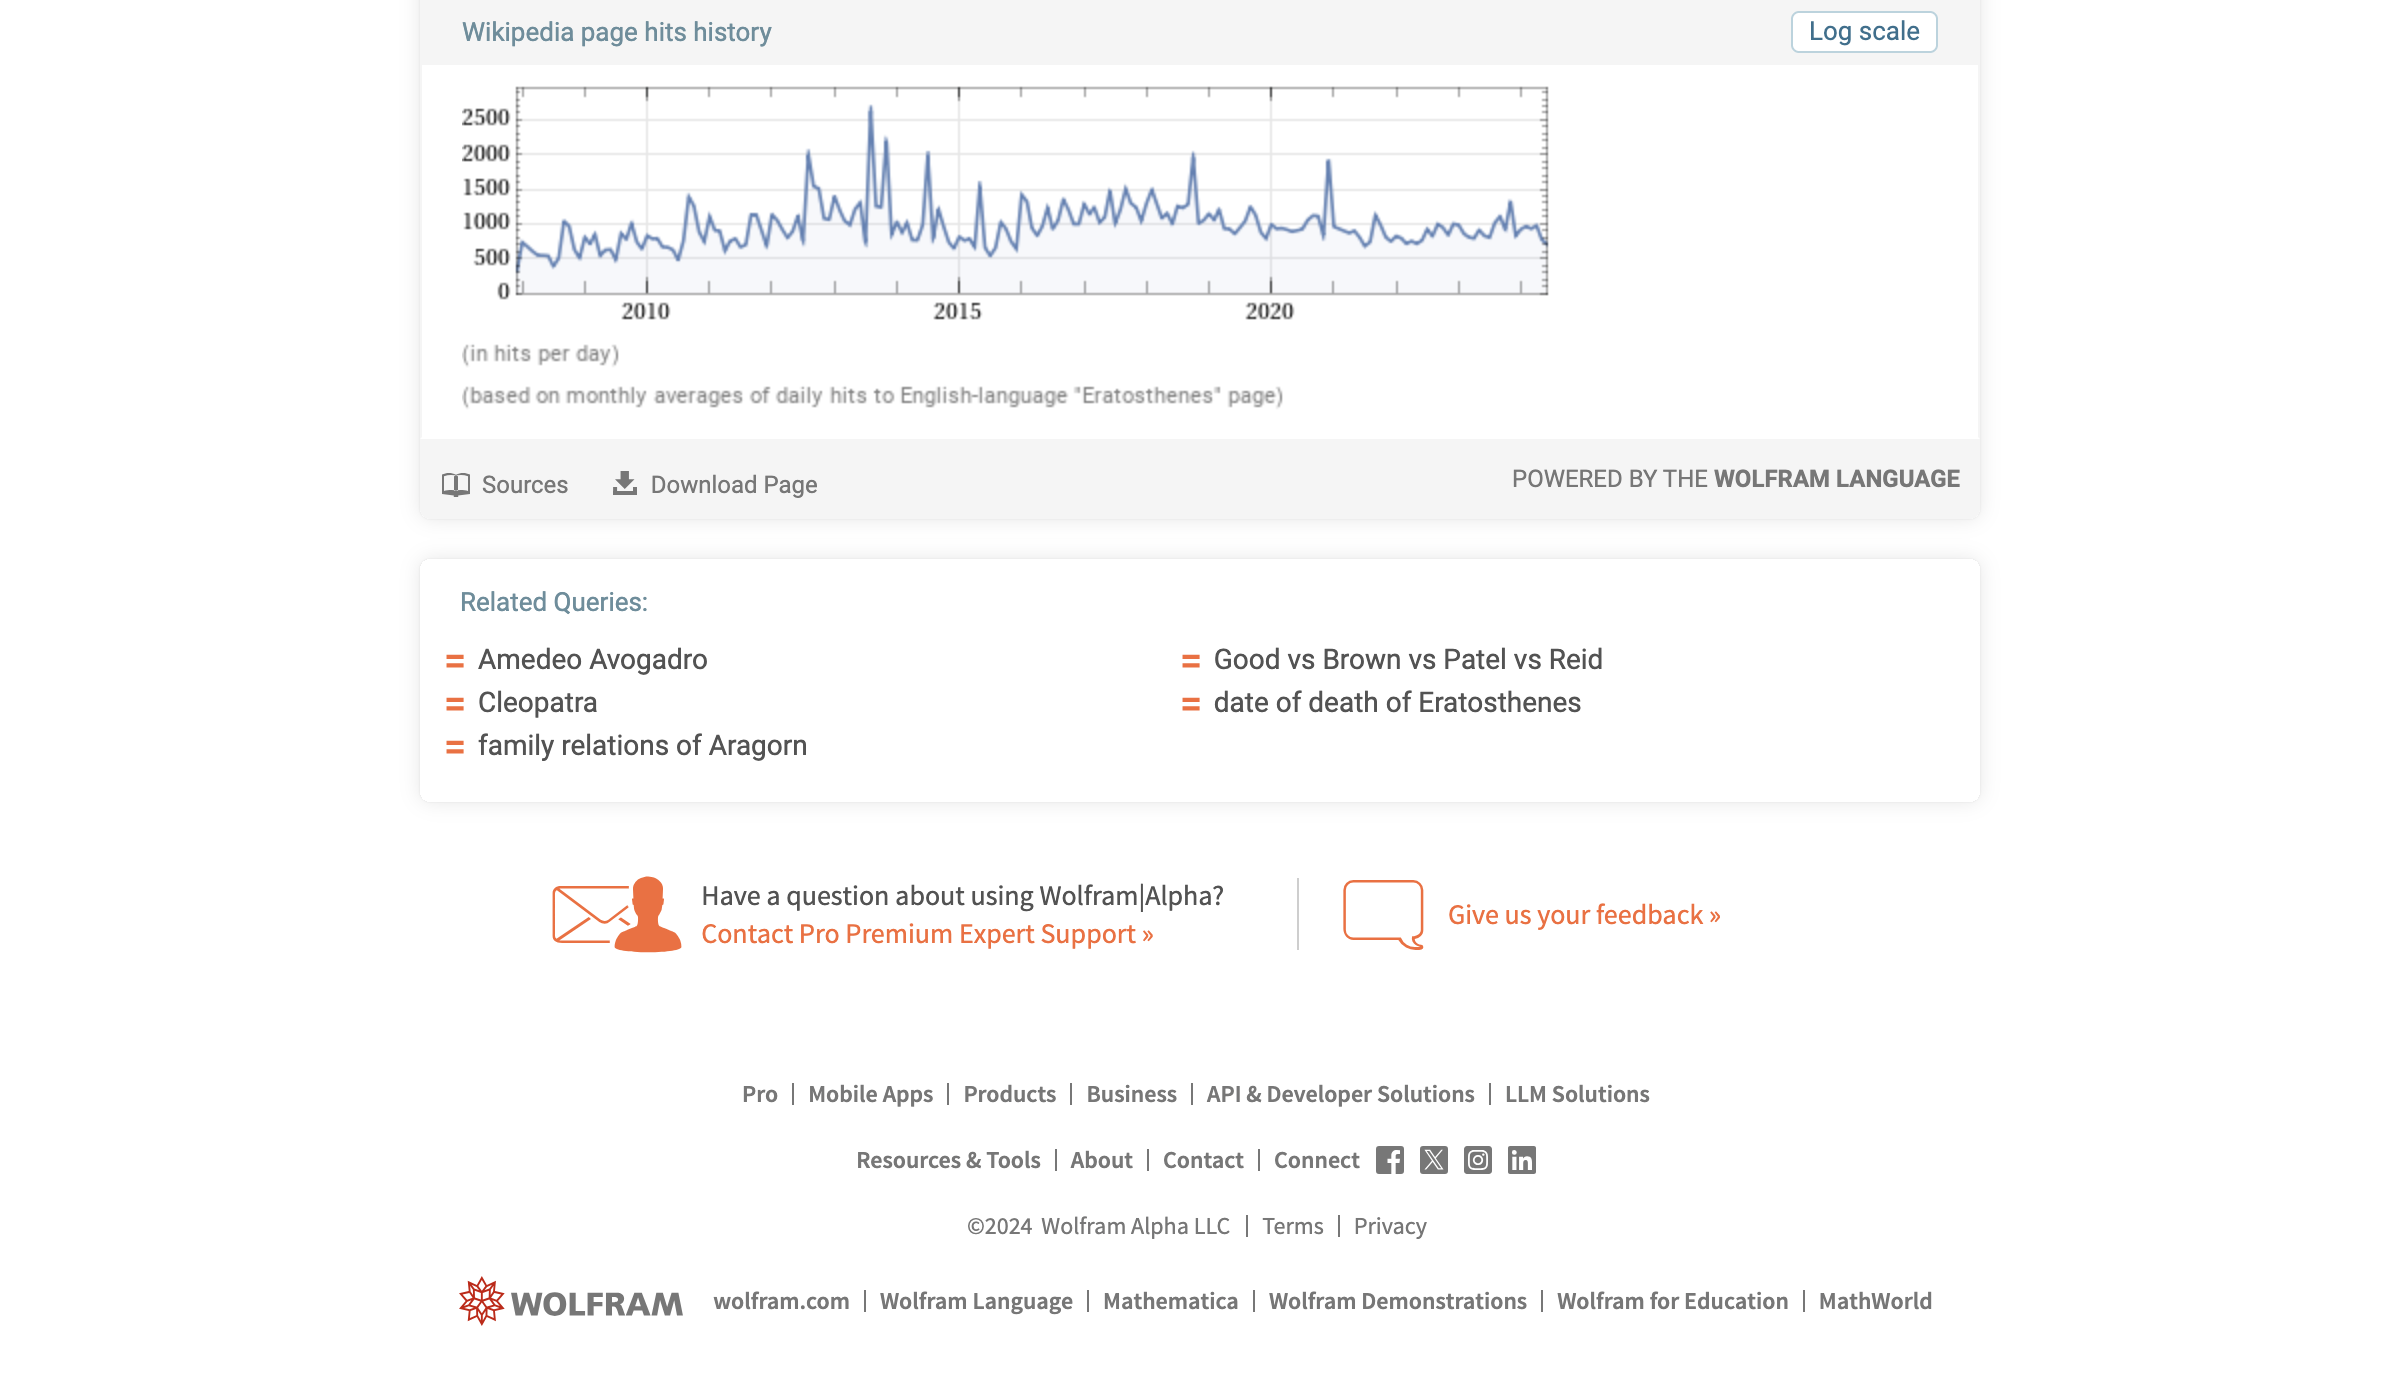 Wikipedia page hits history
Log scale
2500
2000
1500
1000
500
0
2010 2015 2020
(in hits per day)
(based on monthly averages of daily hits to English-language "Eratosthenes" page)
Sources Download Page
POWERED BY THE WOLFRAM LANGUAGE
Related Queries:
= Amedeo Avogadro
= Good vs Brown vs Patel vs Reid
= Cleopatra
= date of death of Eratosthenes
= family relations of Aragorn
Have a question about using Wolfram|Alpha?
Contact Pro Premium Expert Support »
Give us your feedback »
Pro | Mobile Apps | Products | Business | API & Developer Solutions | LLM Solutions
Resources & Tools | About | Contact | Connect
©2024 Wolfram Alpha LLC | Terms | Privacy
WOLFRAM wolfram.com | Wolfram Language | Mathematica | Wolfram Demonstrations | Wolfram for Education | MathWorld